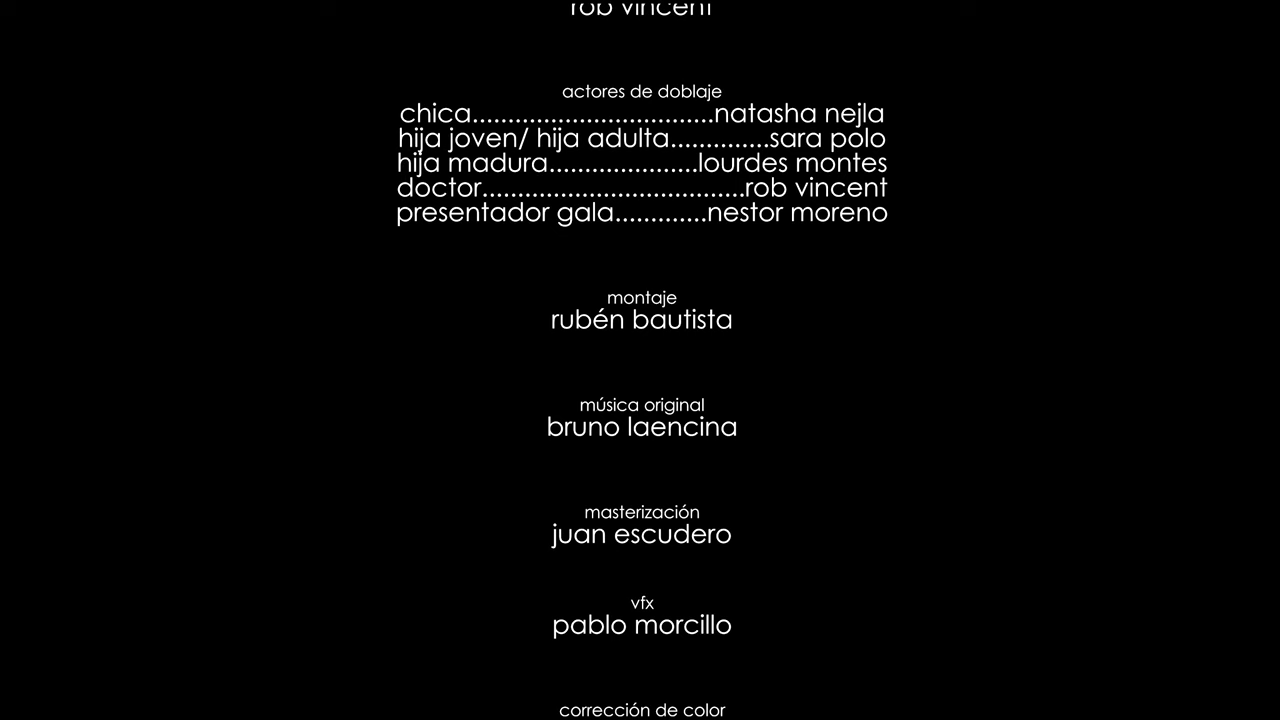 rob vincent
actores de doblaje
chica.................................natasha nejla
hija joven/ hija adulta..............sara polo
hija madura.....................lourdes montes
doctor.....................................rob vincent
presentador gala.............nestor moreno
montaje
rubén bautista
música original
bruno laencina
masterización
juan escudero
vfx
pablo morcillo
corrección de color